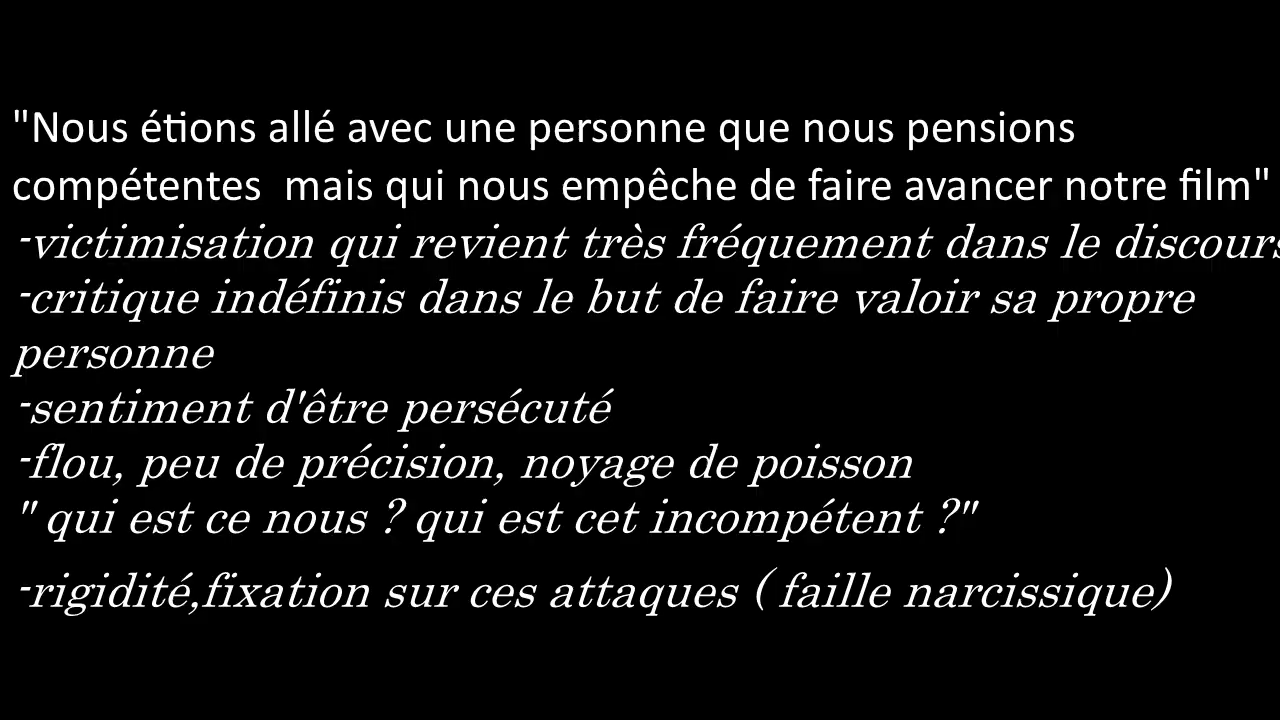 "Nous étions allé avec une personne que nous pensions
compétentes  mais qui nous empêche de faire avancer notre film"
-victimisation qui revient très fréquement dans le discours
-critique indéfinis dans le but de faire valoir sa propre
personne
-sentiment d'être persécuté
-flou, peu de précision, noyage de poisson
" qui est ce nous ? qui est cet incompétent ?"
-rigidité,fixation sur ces attaques ( faille narcissique)